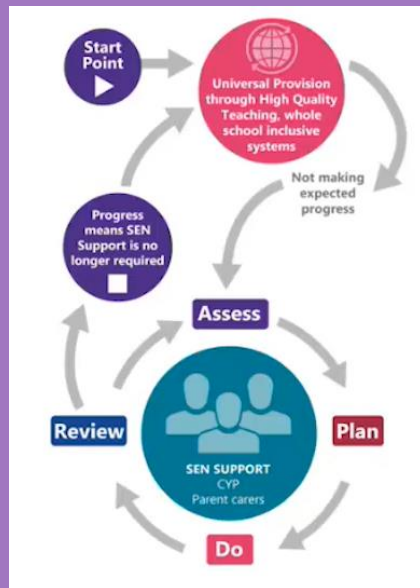 Start
Point
Universal Provision
through High Quality
Teaching, whole
school inclusive
systems
Not making
expected
progress
Progress
means SEN
Support is no
longer required
Assess
Review
Plan
SEN SUPPORT
CYP
Parent carers
Do